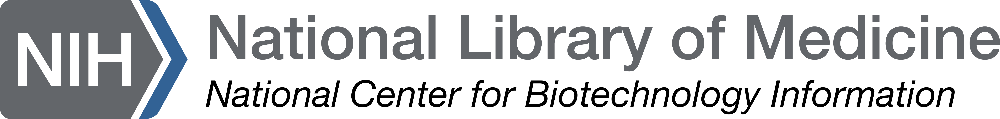 NIH
National Library of Medicine
National Center for Biotechnology Information